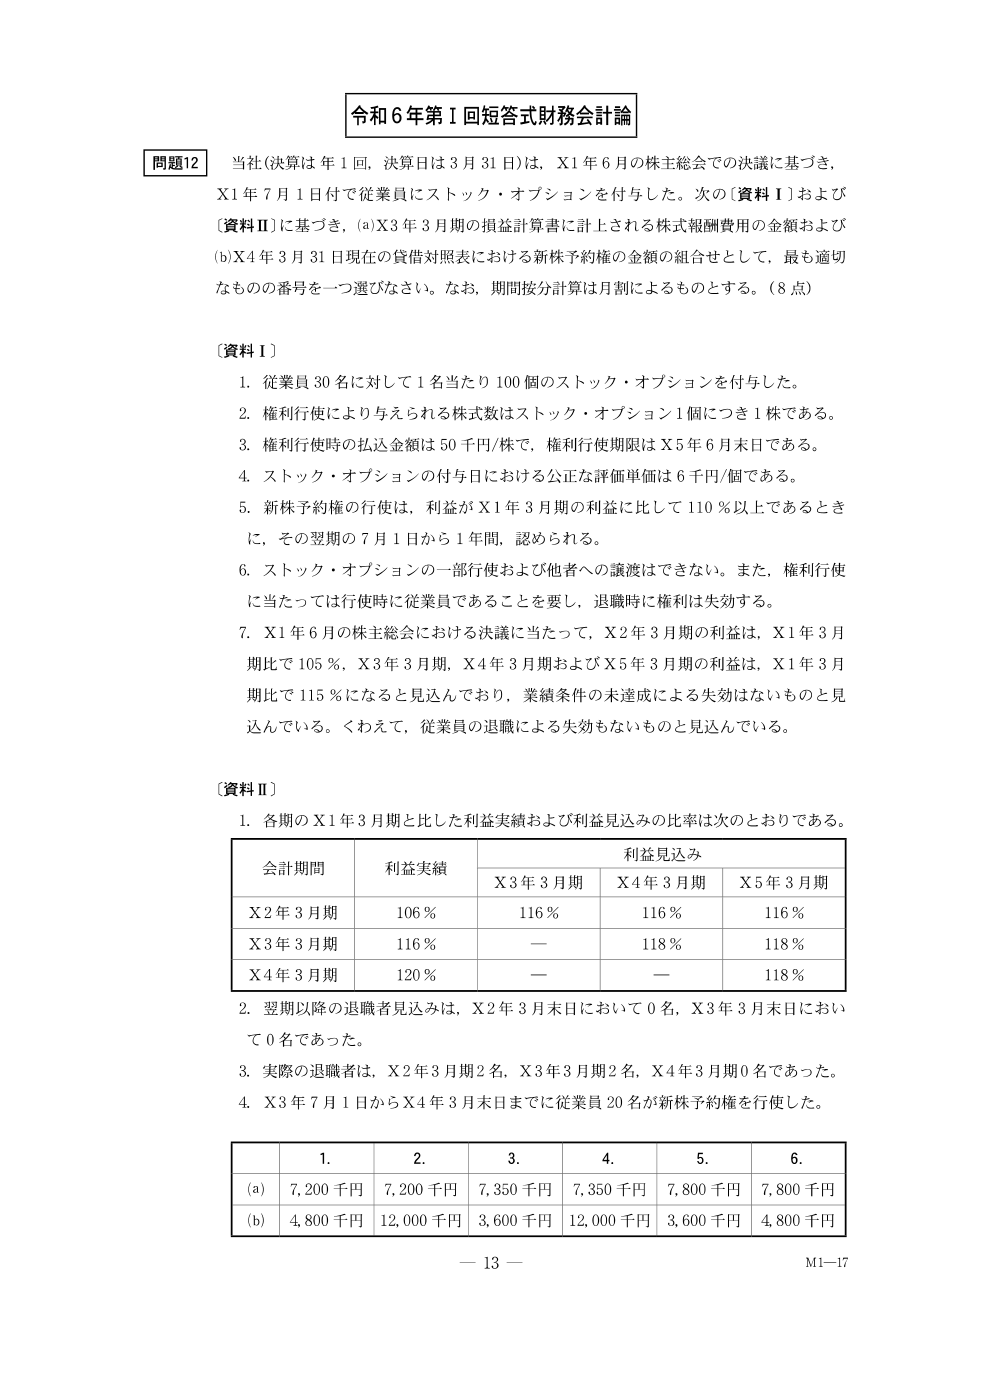 令和6年第Ⅰ回短答式財務会計論
問題12 当社(決算は年1回，決算日は3月31日)は，X1年6月の株主総会での決議に基づき，
X1年7月1日付で従業員にストック・オプションを付与した。次の〔資料Ⅰ〕および
〔資料Ⅱ〕に基づき，(a)X3年3月期の損益計算書に計上される株式報酬費用の金額および
(b)X4年3月31日現在の貸借対照表における新株予約権の金額の組合せとして，最も適切
なものの番号を一つ選びなさい。なお，期間按分計算は月割によるものとする。(8点)
〔資料Ⅰ〕
1. 従業員30名に対して1名当たり100個のストック・オプションを付与した。
2. 権利行使により与えられる株式数はストック・オプション1個につき1株である。
3. 権利行使時の払込金額は50千円/株で，権利行使期限はX5年6月末日である。
4. ストック・オプションの付与日における公正な評価単価は6千円/個である。
5. 新株予約権の行使は，利益がX1年3月期の利益に比して110％以上であるとき
に，その翌期の7月1日から1年間，認められる。
6. ストック・オプションの一部行使および他者への譲渡はできない。また，権利行使
に当たっては行使時に従業員であることを要し，退職時に権利は失効する。
7. X1年6月の株主総会における決議に当たって，X2年3月期の利益は，X1年3月
期比で105％，X3年3月期，X4年3月期およびX5年3月期の利益は，X1年3月
期比で115％になると見込んでおり，業績条件の未達成による失効はないものと見
込んでいる。くわえて，従業員の退職による失効もないものと見込んでいる。
〔資料Ⅱ〕
1. 各期のX1年3月期と比した利益実績および利益見込みの比率は次のとおりである。
会計期間 利益実績 利益見込み
X3年3月期 X4年3月期 X5年3月期
X2年3月期 106％ 116％ 116％ 116％
X3年3月期 116％ ― 118％ 118％
X4年3月期 120％ ― ― 118％
2. 翌期以降の退職者見込みは，X2年3月末日において0名，X3年3月末日におい
て0名であった。
3. 実際の退職者は，X2年3月期2名，X3年3月期2名，X4年3月期0名であった。
4. X3年7月1日からX4年3月末日までに従業員20名が新株予約権を行使した。
1. 2. 3. 4. 5. 6.
(a) 7,200千円 7,200千円 7,350千円 7,350千円 7,800千円 7,800千円
(b) 4,800千円 12,000千円 3,600千円 12,000千円 3,600千円 4,800千円
― 13 ― M1―17